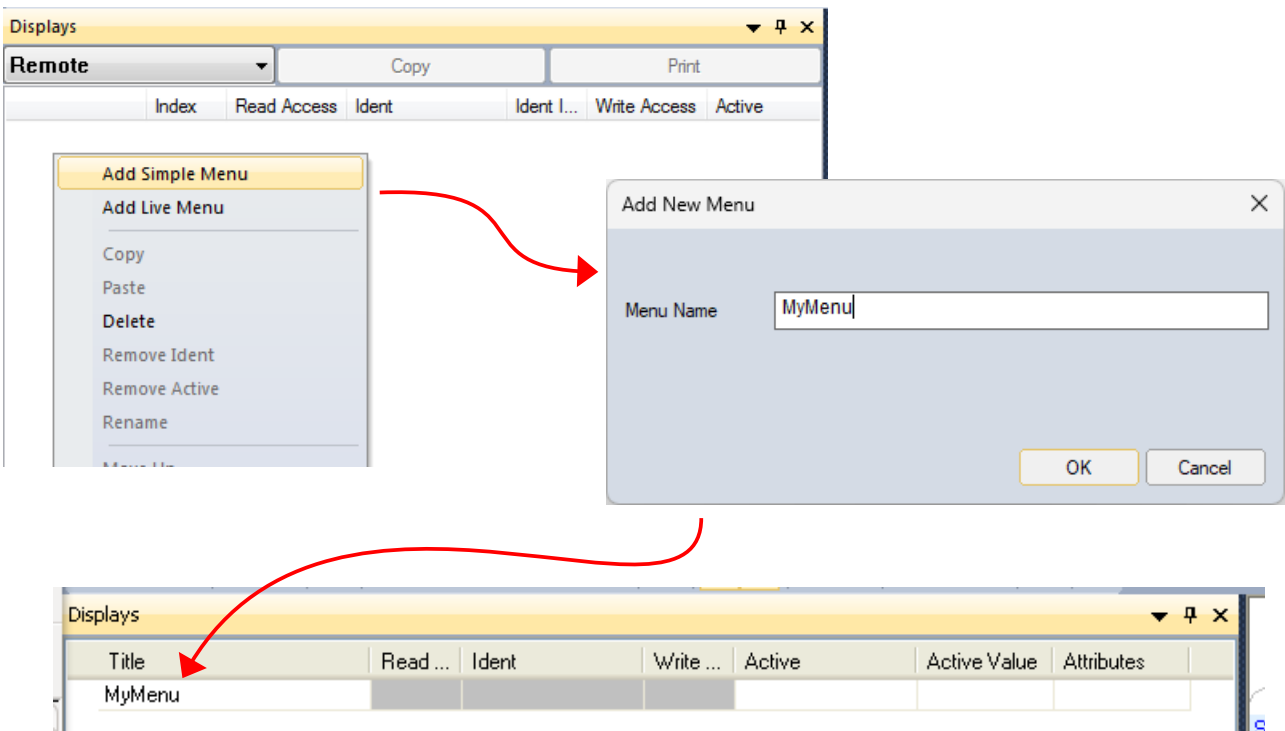 Displays
Remote Copy Print
Index Read Access Ident Ident I... Write Access Active
Add Simple Menu
Add Live Menu
Copy
Paste
Delete
Remove Ident
Remove Active
Rename
Move Up
Add New Menu
Menu Name MyMenu
OK Cancel
Displays
Title Read ... Ident Write ... Active Active Value Attributes
MyMenu